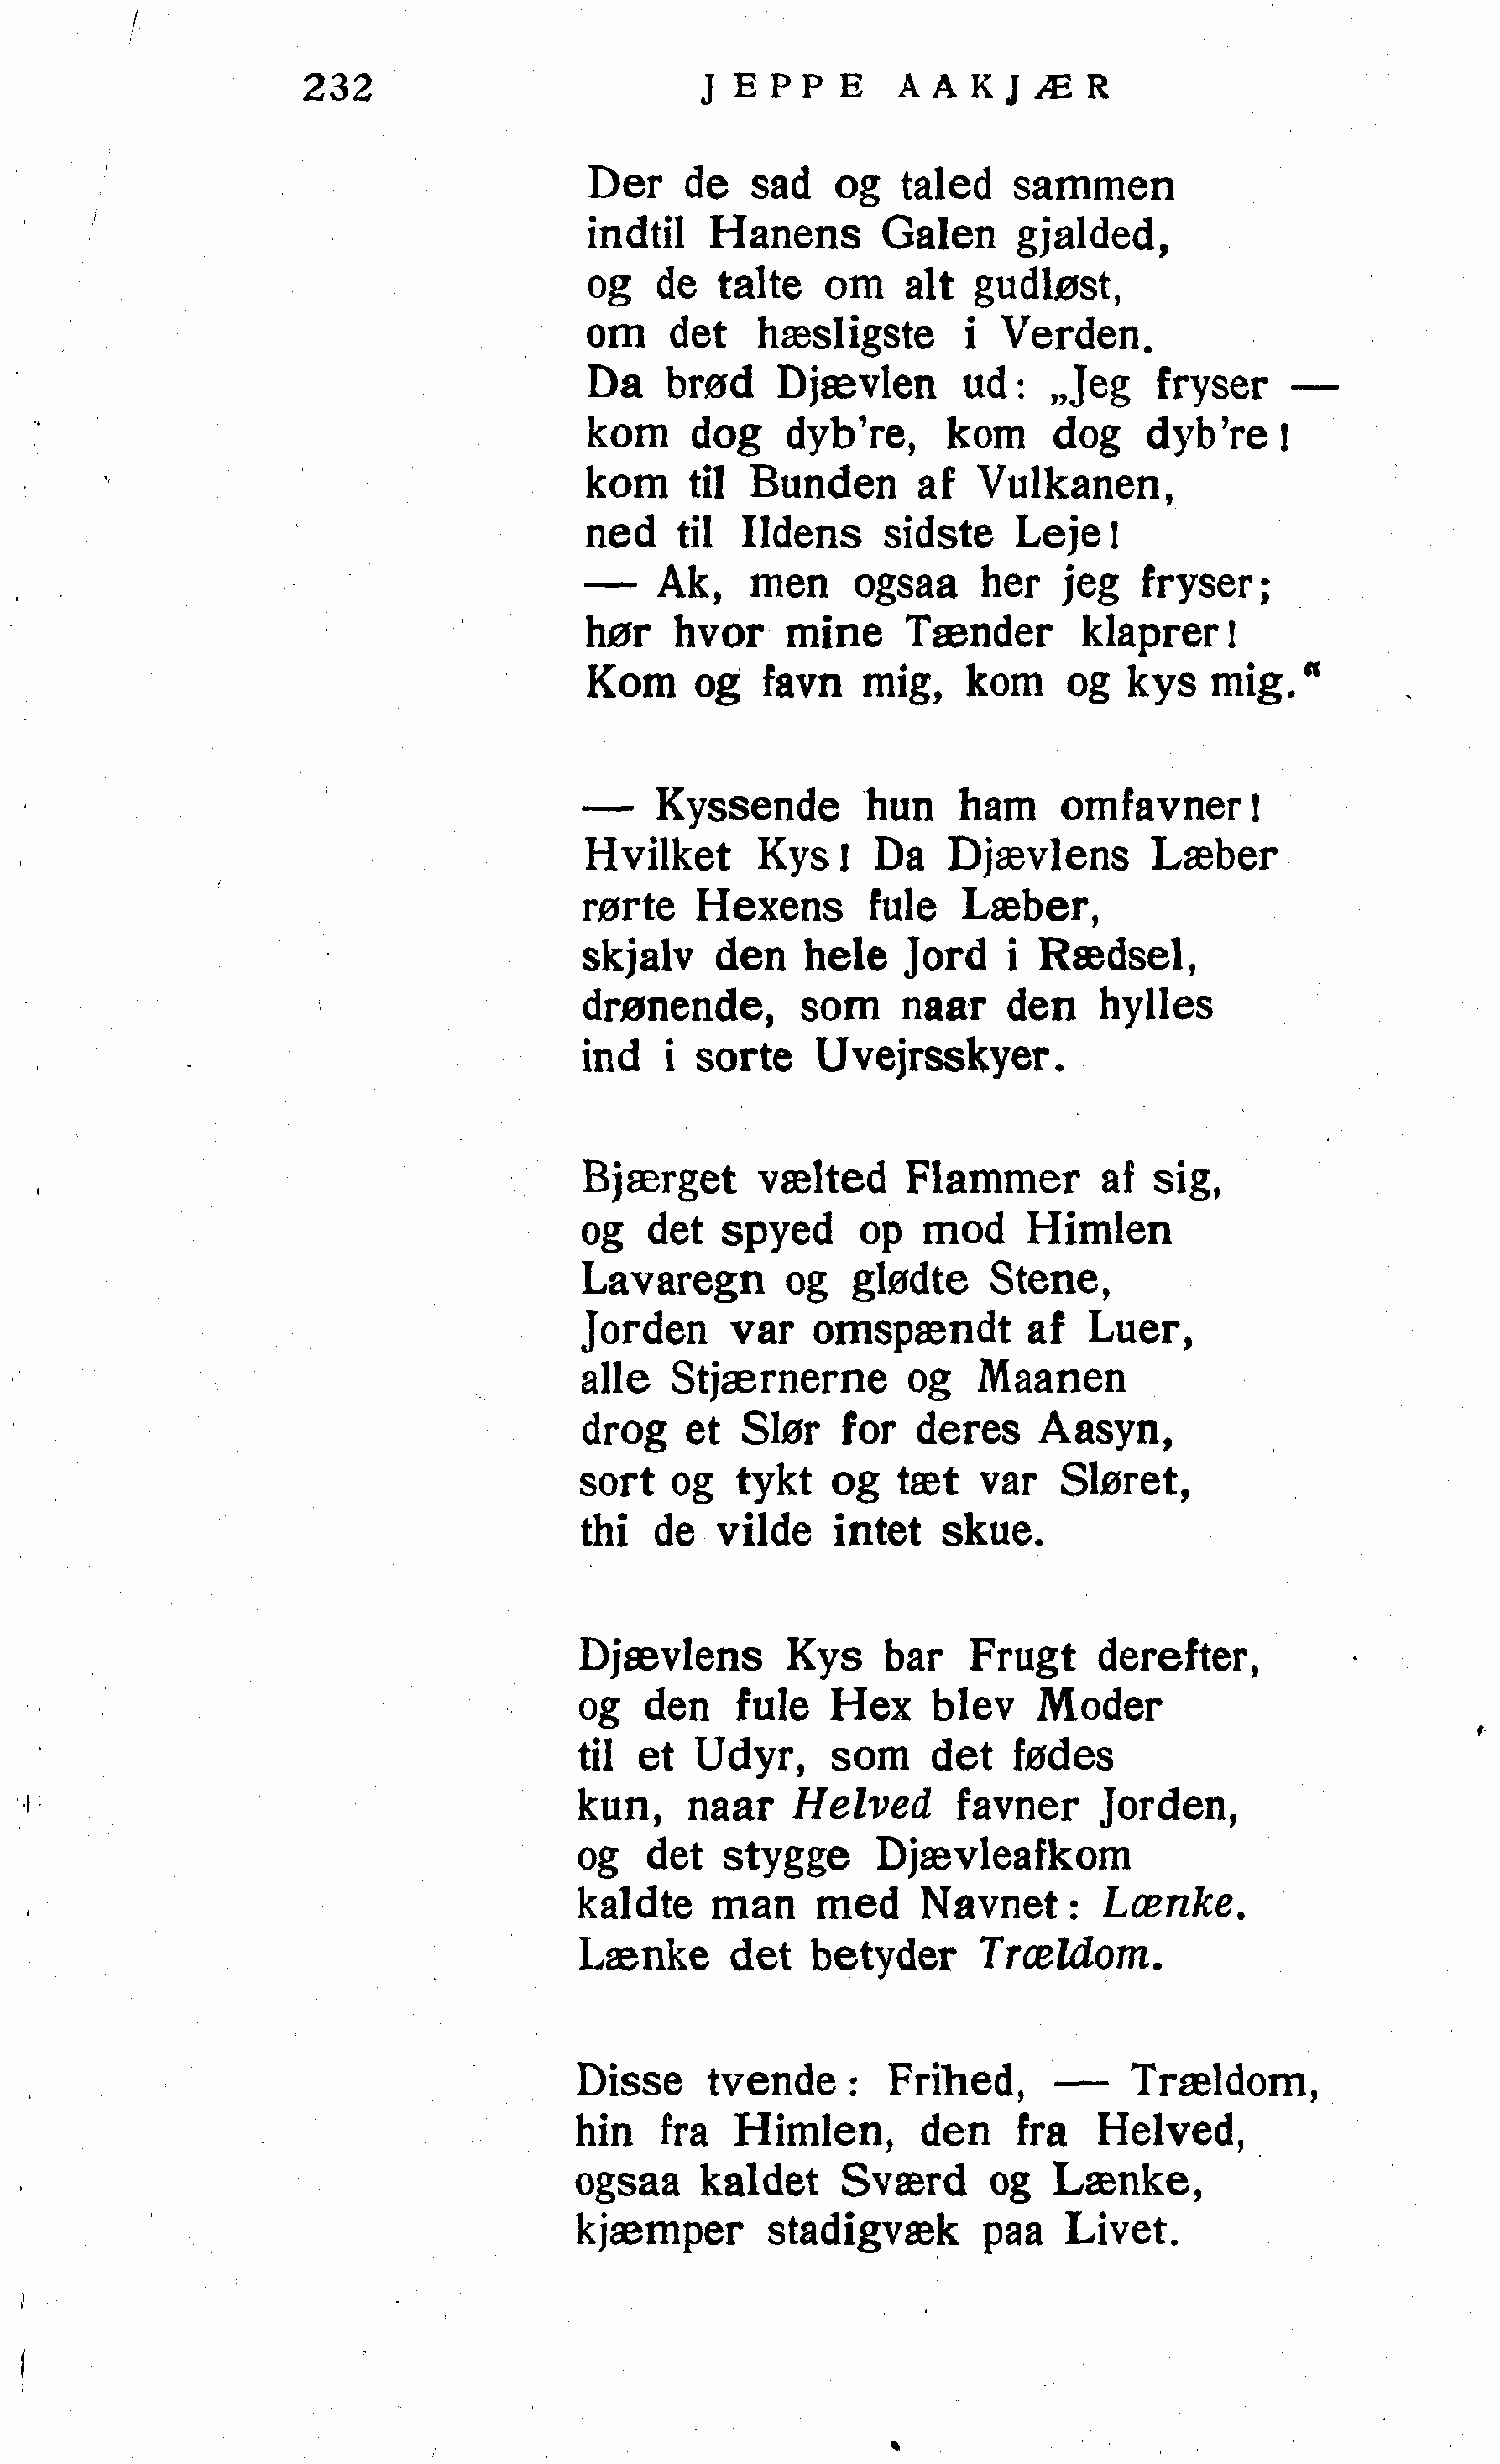 232 JEPPE AAKJÆR
Der de sad og taled sammen
indtil Hanens Galen gjalded,
og de talte om alt gudløst,
om det hæsligste i Verden.
Da brød Djævlen ud: „Jeg fryser —
kom dog dyb're, kom dog dyb're!
kom til Bunden af Vulkanen,
ned til Ildens sidste Leje!
— Ak, men ogsaa her jeg fryser;
hør hvor mine Tænder klaprer!
Kom og favn mig, kom og kys mig.“
— Kyssende hun ham omfavner!
Hvilket Kys! Da Djævlens Læber
rørte Hexens fule Læber,
skjalv den hele Jord i Rædsel,
drønende, som naar den hylles
ind i sorte Uvejrsskyer.
Bjærget vælted Flammer af sig,
og det spyed op mod Himlen
Lavaregn og glødte Stene,
Jorden var omspændt af Luer,
alle Stjærnerne og Maanen
drog et Slør for deres Aasyn,
sort og tykt og tæt var Sløret,
thi de vilde intet skue.
Djævlens Kys bar Frugt derefter,
og den fule Hex blev Moder
til et Udyr, som det fødes
kun, naar Helved favner Jorden,
og det stygge Djævleafkom
kaldte man med Navnet: Lænke.
Lænke det betyder Trældom.
Disse tvende: Frihed, — Trældom,
hin fra Himlen, den fra Helved,
ogsaa kaldet Sværd og Lænke,
kjæmper stadigvæk paa Livet.